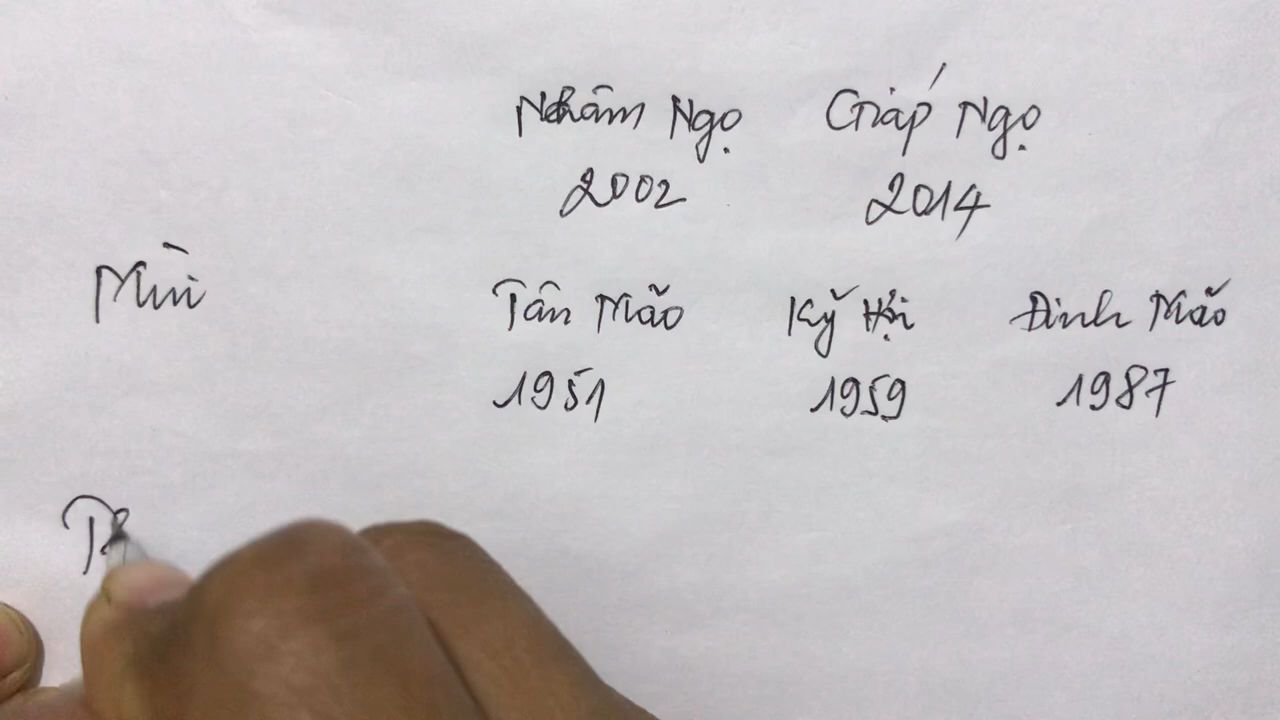 Nhâm Ngọ Giáp Ngọ
2002 2014
Mùi Tân Mão Kỷ Hợi Đinh Mão
1951 1959 1987